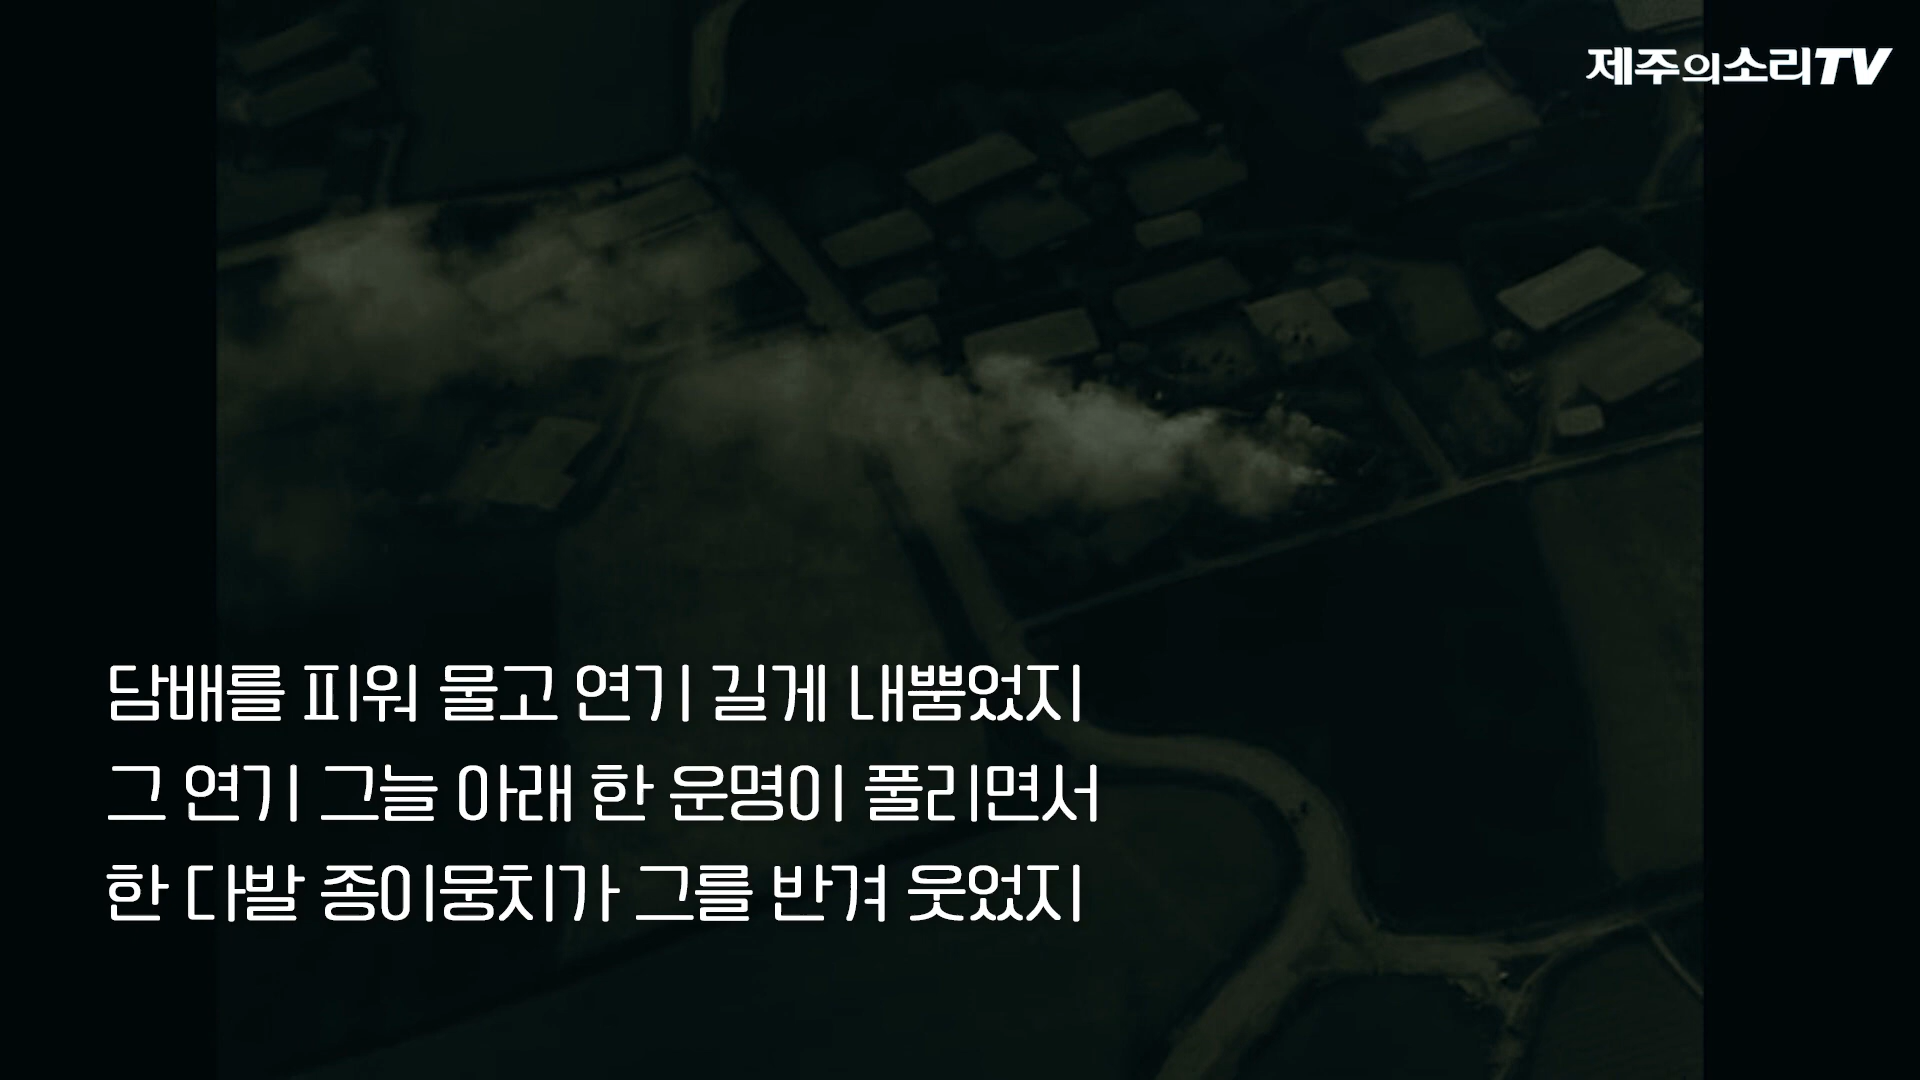 제주의소리TV
담배를 피워 물고 연기 길게 내뿜었지
그 연기 그늘 아래 한 운명이 풀리면서
한 다발 종이뭉치가 그를 반겨 웃었지